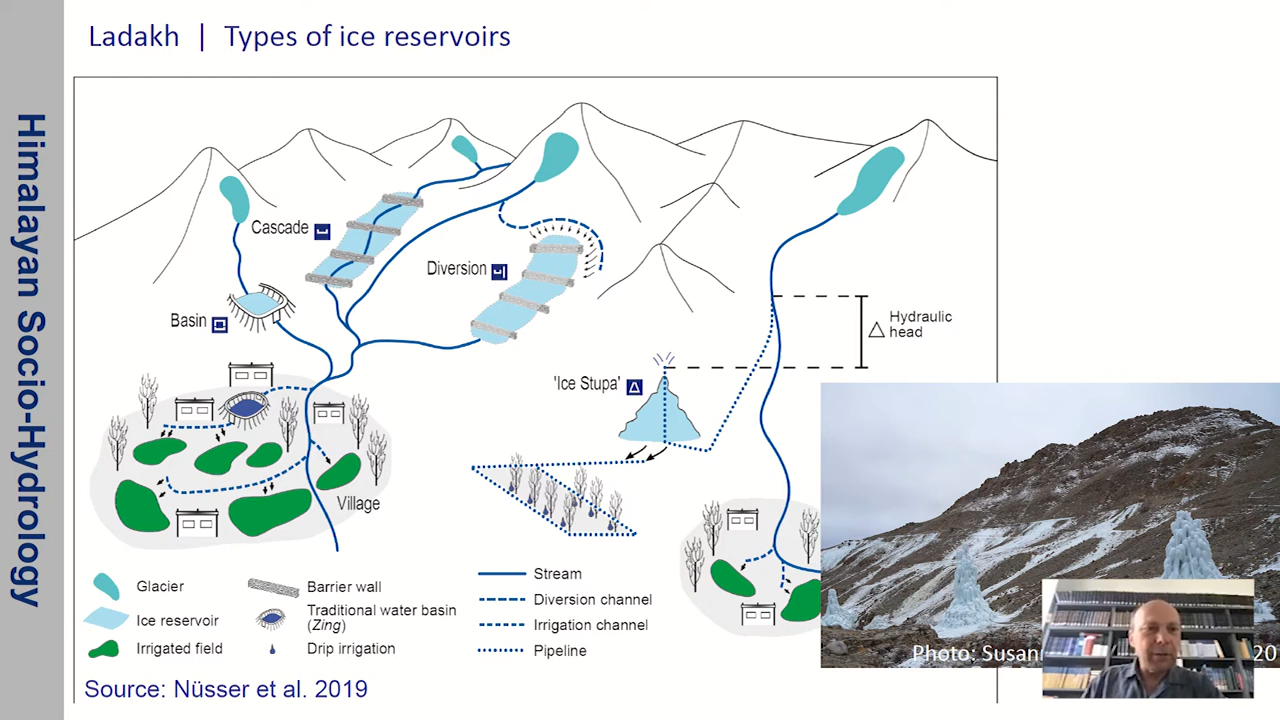 Ladakh | Types of ice reservoirs
Himalayan Socio-Hydrology
Cascade
Diversion
Basin
Hydraulic
head
'Ice Stupa'
Village
Glacier
Ice reservoir
Irrigated field
Barrier wall
Traditional water basin
(Zing)
Drip irrigation
Stream
Diversion channel
Irrigation channel
Pipeline
Source: Nüsser et al. 2019
Photo: 20